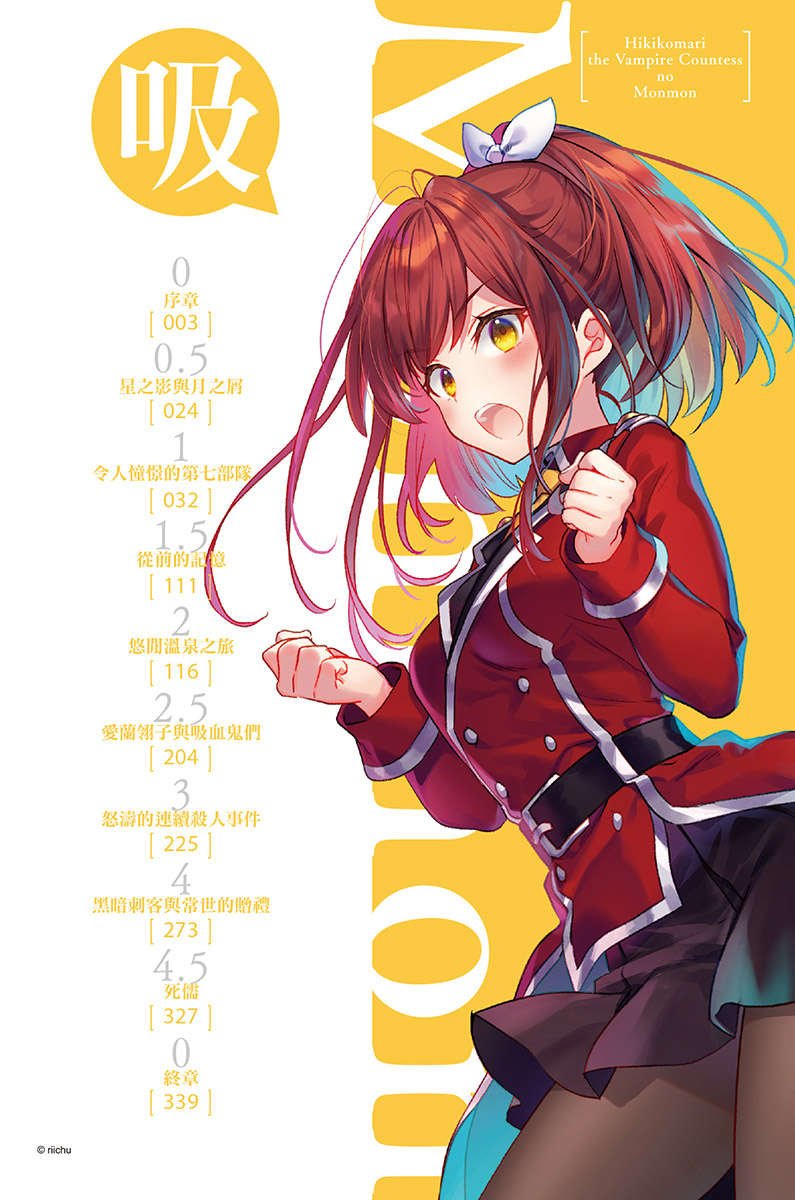 吸
Hikikomari
the Vampire Countess
no
Monmon
Monmon
0
序章
[ 003 ]
0.5
星之影與月之屑
[ 024 ]
1
令人憧憬的第七部隊
[ 032 ]
1.5
從前的記憶
[ 111 ]
2
悠閒溫泉之旅
[ 116 ]
2.5
愛蘭翎子與吸血鬼們
[ 204 ]
3
怒濤的連續殺人事件
[ 225 ]
4
黑暗刺客與常世的贈禮
[ 273 ]
4.5
死儒
[ 327 ]
0
終章
[ 339 ]
© riichu